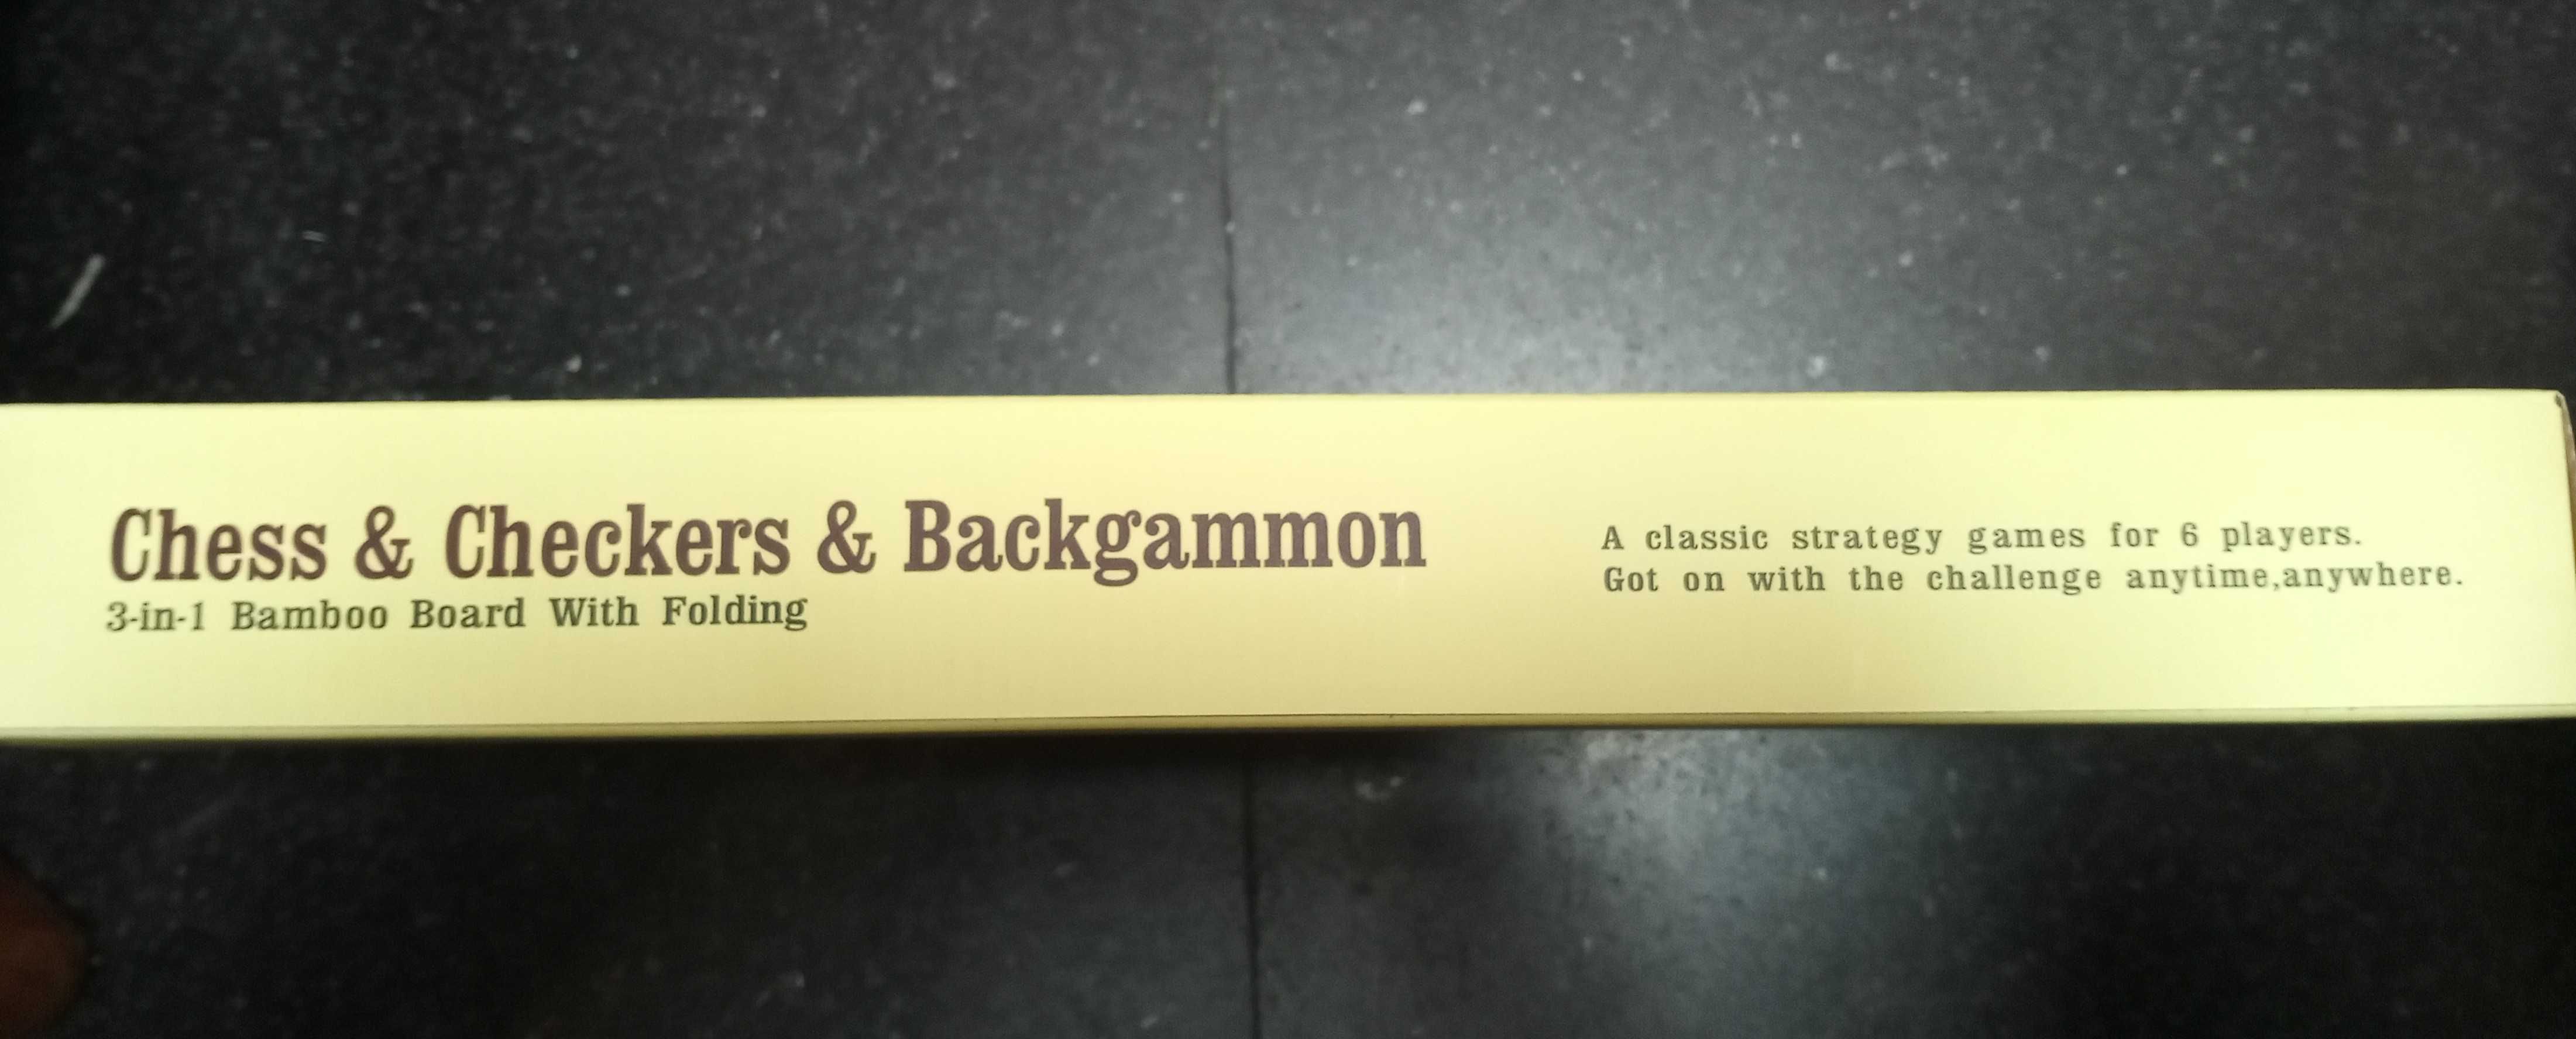 Chess & Checkers & Backgammon
3-in-1 Bamboo Board With Folding
A classic strategy games for 6 players.
Got on with the challenge anytime,anywhere.